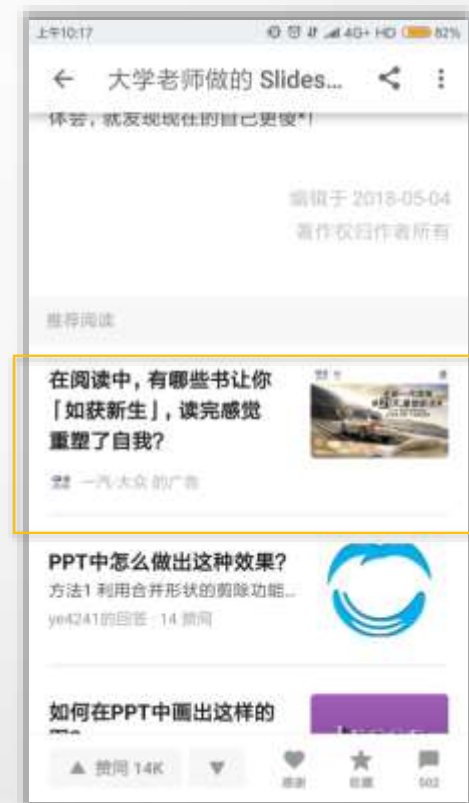 上午10:17
4G+ HD 82%
大学老师做的 Slides...
体会，就发现现在的自己更傻*！
编辑于 2018-05-04
著作权归作者所有
推荐阅读
在阅读中，有哪些书让你
「如获新生」，读完感觉
重塑了自我？
一汽-大众 的广告
PPT中怎么做出这种效果？
方法1 利用合并形状的剪除功能...
ye4241的回答 · 14 赞同
如何在PPT中画出这样的
赞同 14K
感谢
收藏
502